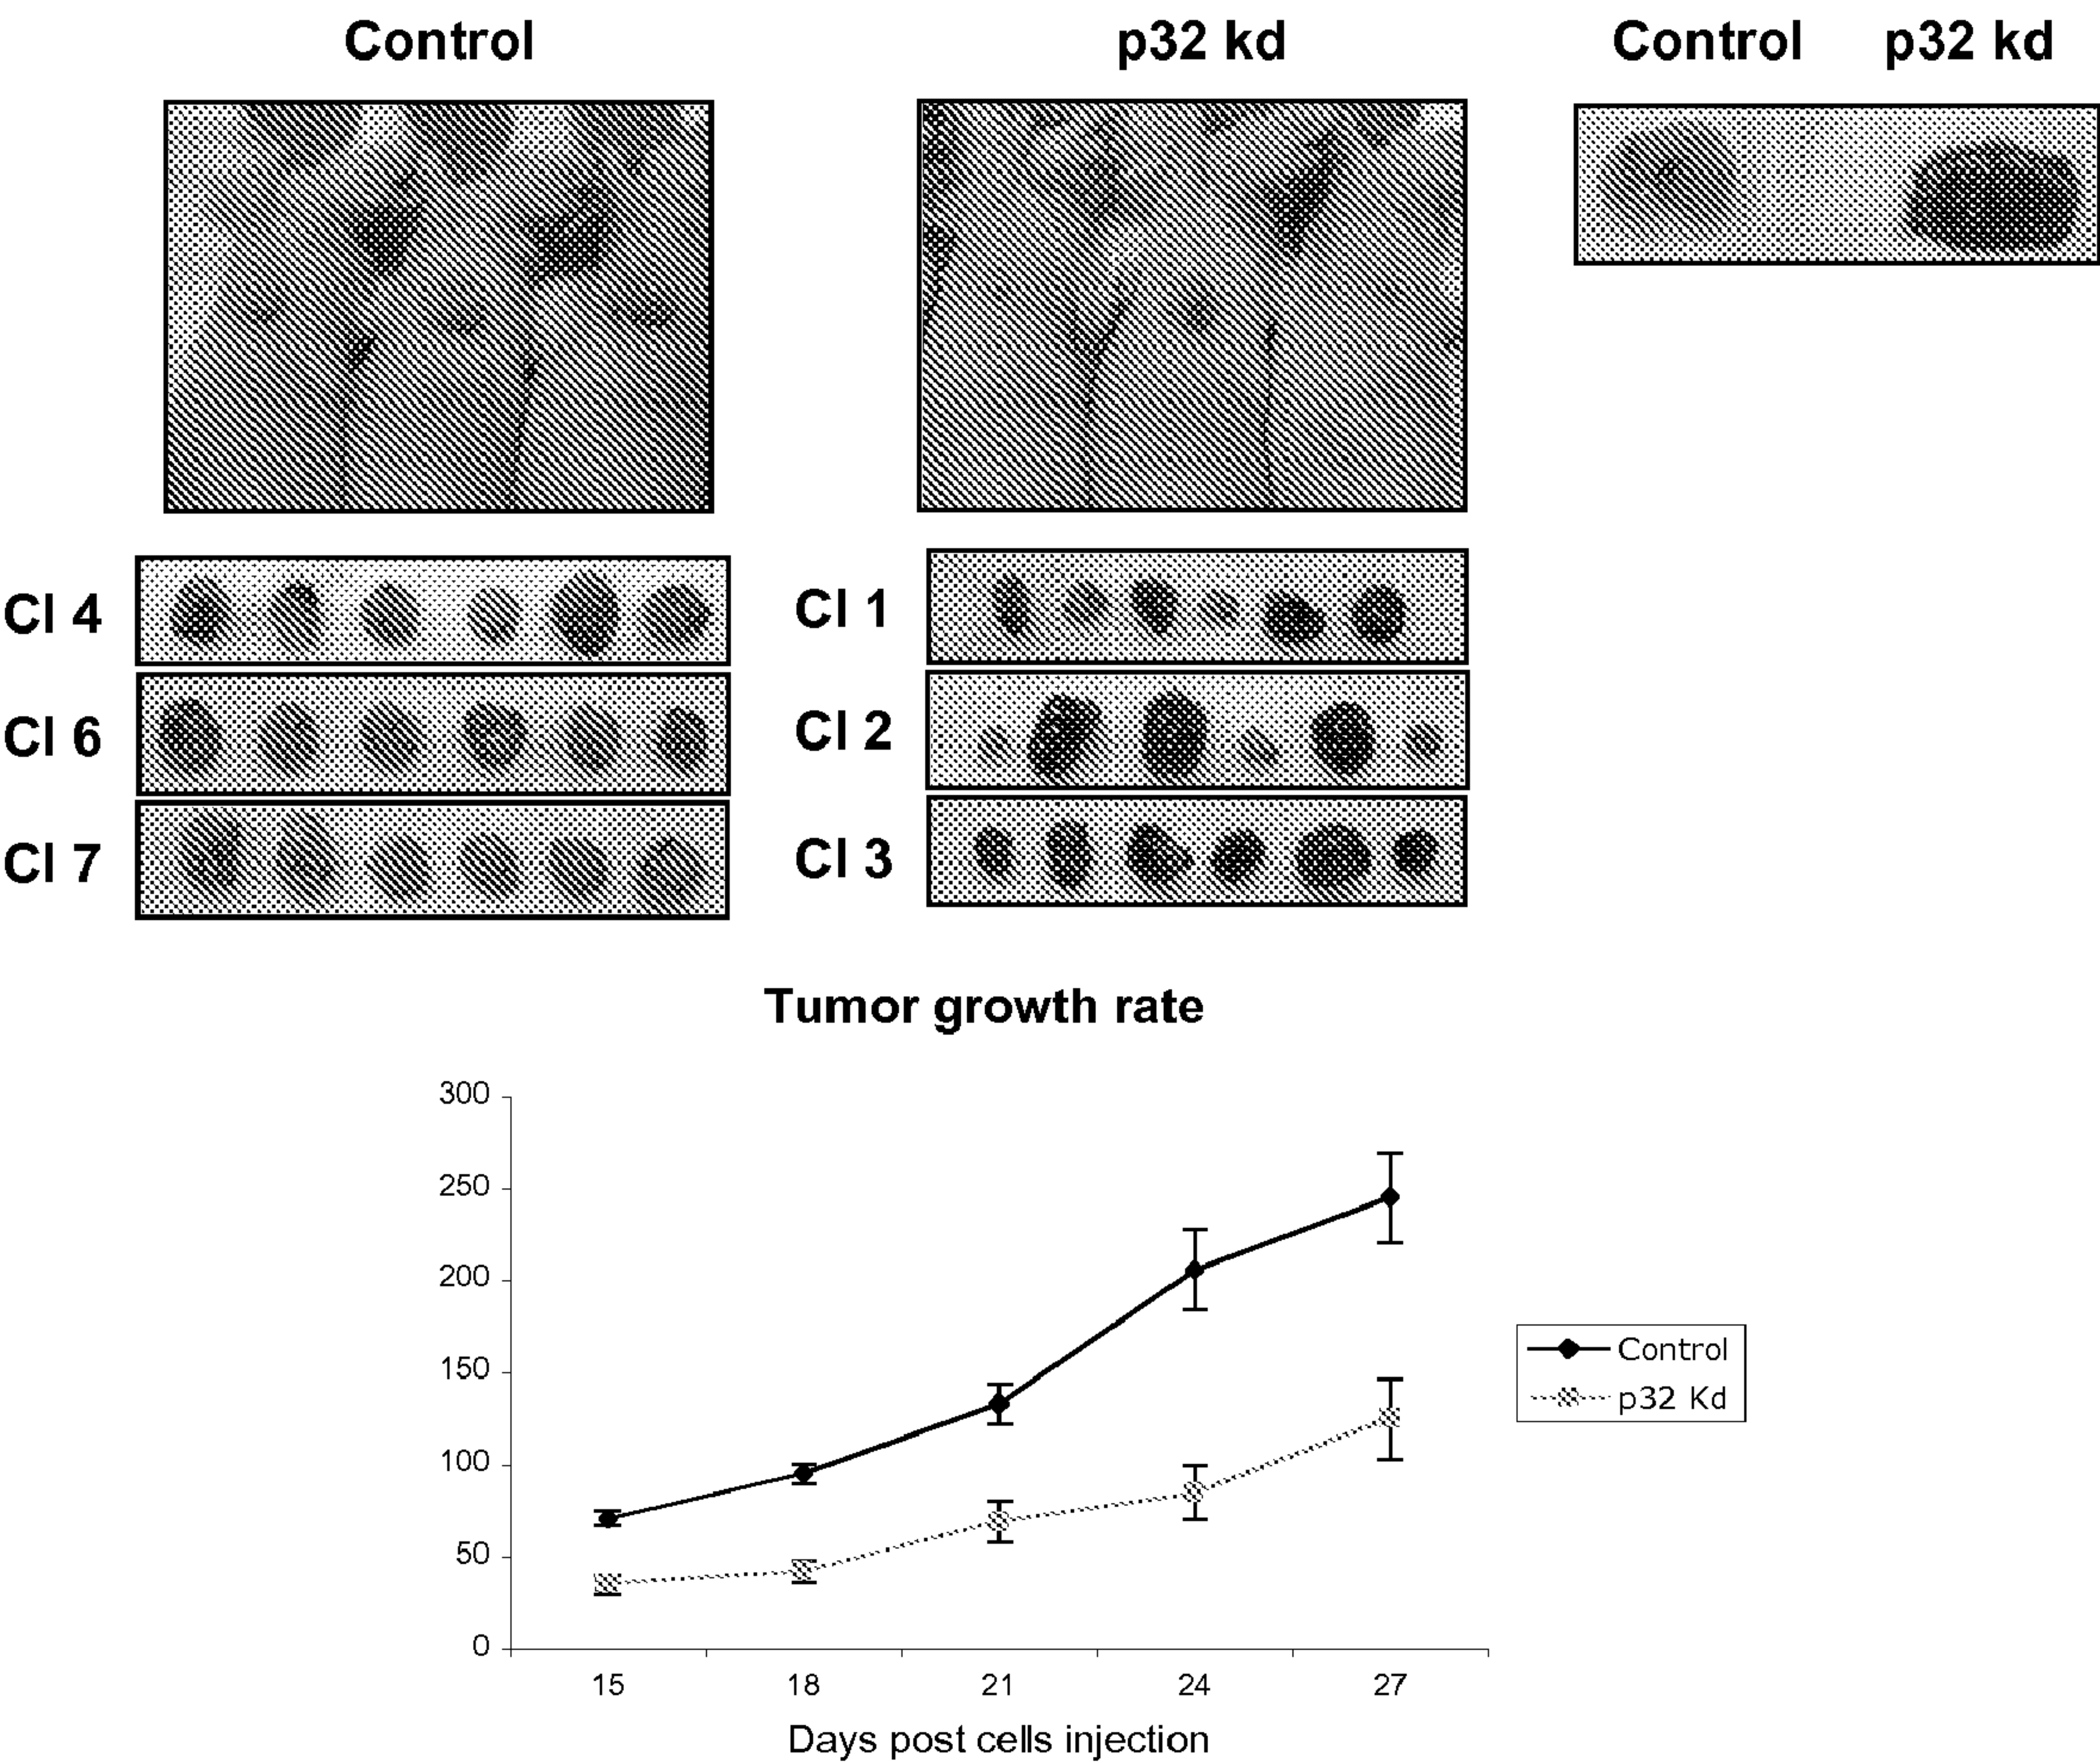 Control p32 kd Control p32 kd
Cl 4 Cl 1
Cl 6 Cl 2
Cl 7 Cl 3
Tumor growth rate
300
250
200
150
100
50
0
15 18 21 24 27
Days post cells injection
Control
p32 Kd